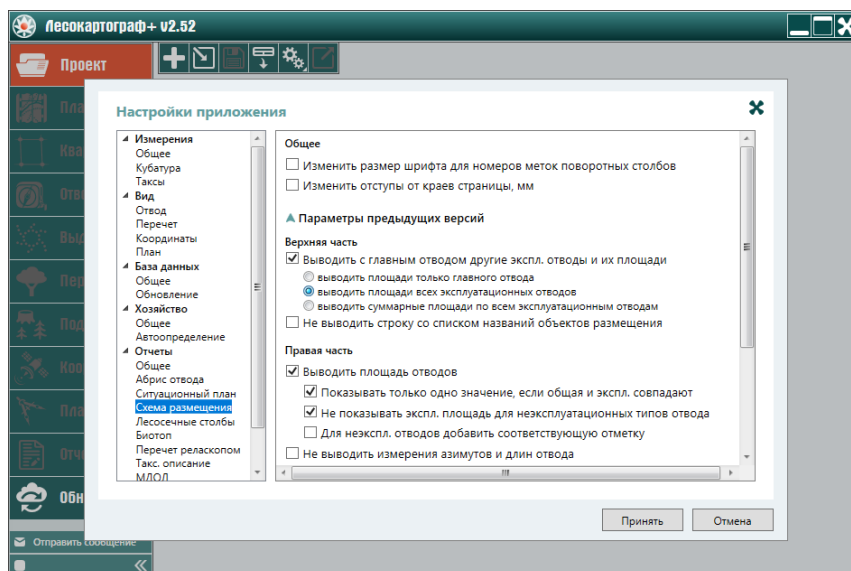 Лесокартограф+ v2.52
Проект
Настройки приложения
Измерения
Общее
Кубатура
Таксы
Вид
Отвод
Перечет
Координаты
План
База данных
Общее
Обновление
Хозяйство
Общее
Автоопределение
Отчеты
Общее
Абрис отвода
Ситуационный план
Схема размещения
Лесосечные столбы
Биотоп
Перечет реласкопом
Такс. описание
МДОЛ
Общее
Изменить размер шрифта для номеров меток поворотных столбов
Изменить отступы от краев страницы, мм
Параметры предыдущих версий
Верхняя часть
Выводить с главным отводом другие экспл. отводы и их площади
выводить площади только главного отвода
выводить площади всех эксплуатационных отводов
выводить суммарные площади по всем эксплуатационным отводам
Не выводить строку со списком названий объектов размещения
Правая часть
Выводить площадь отводов
Показывать только одно значение, если общая и экспл. совпадают
Не показывать экспл. площадь для неэксплуатационных типов отвода
Для неэкспл. отводов добавить соответствующую отметку
Не выводить измерения азимутов и длин отвода
Принять
Отмена
Отправить сообщение